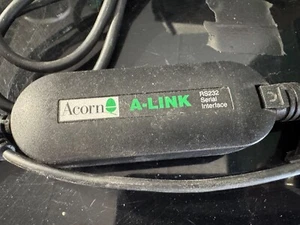 Acorn
A-LINK
RS232
Serial
Interface